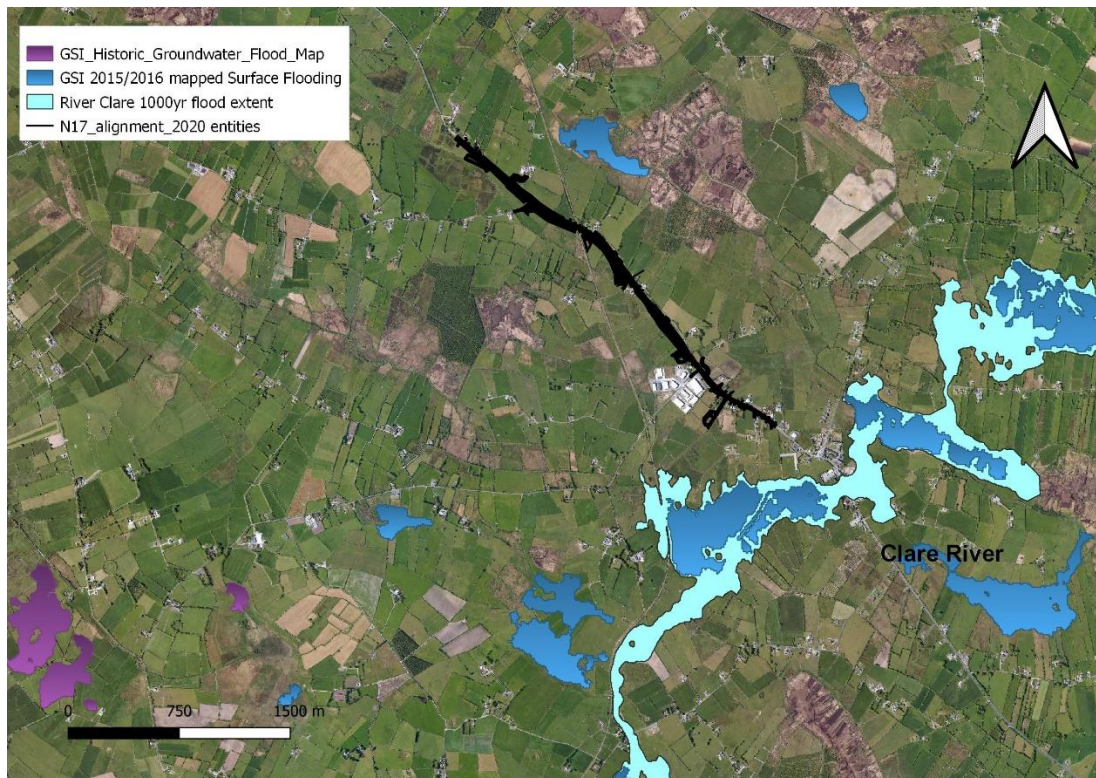 GSI_Historic_Groundwater_Flood_Map
GSI 2015/2016 mapped Surface Flooding
River Clare 1000yr flood extent
N17_alignment_2020 entities
Clare River
0 750 1500 m